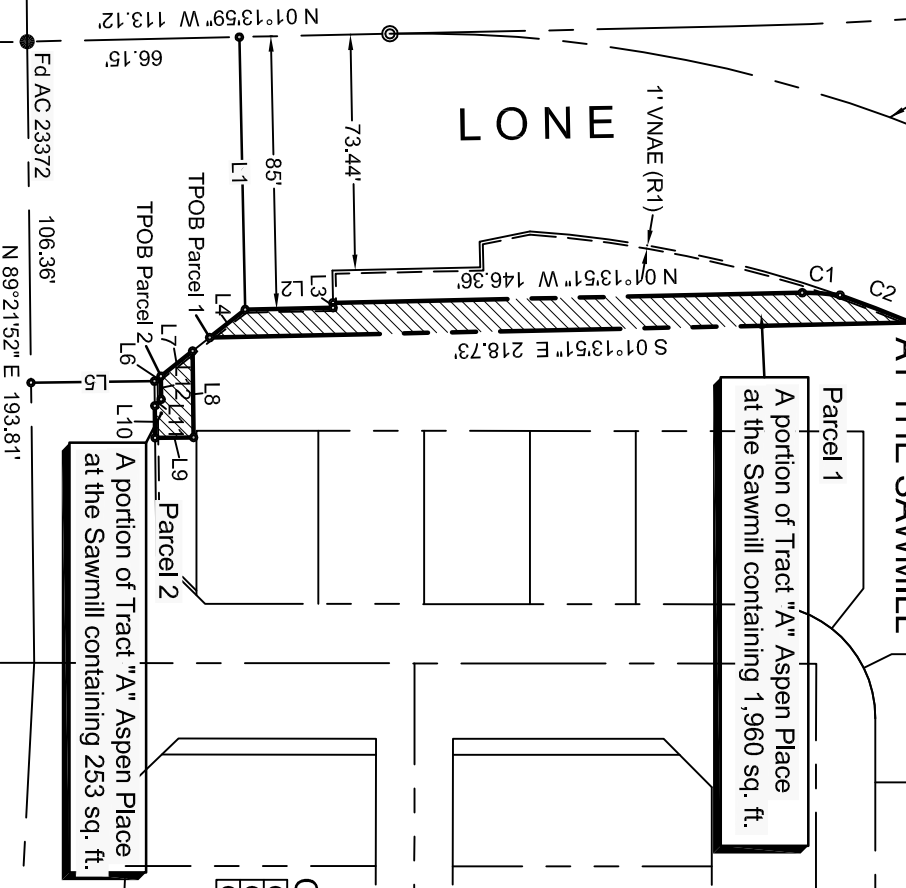 N 01°13'59" W 113.12'
66.15'
Fd AC 23372
106.36'
N 89°21'52" E 193.81'
LONE
1' VNAE (R1)
73.44'
85'
L1
TPOB Parcel 1
TPOB Parcel 2
L2
L3
L4
L5
L6
L7
L8
L9
L10
N 01°13'51" W 146.36'
S 01°13'51" E 218.73'
C1
C2
Parcel 1
A portion of Tract "A" Aspen Place
at the Sawmill containing 1,960 sq. ft.
Parcel 2
A portion of Tract "A" Aspen Place
at the Sawmill containing 253 sq. ft.
SAWMILL